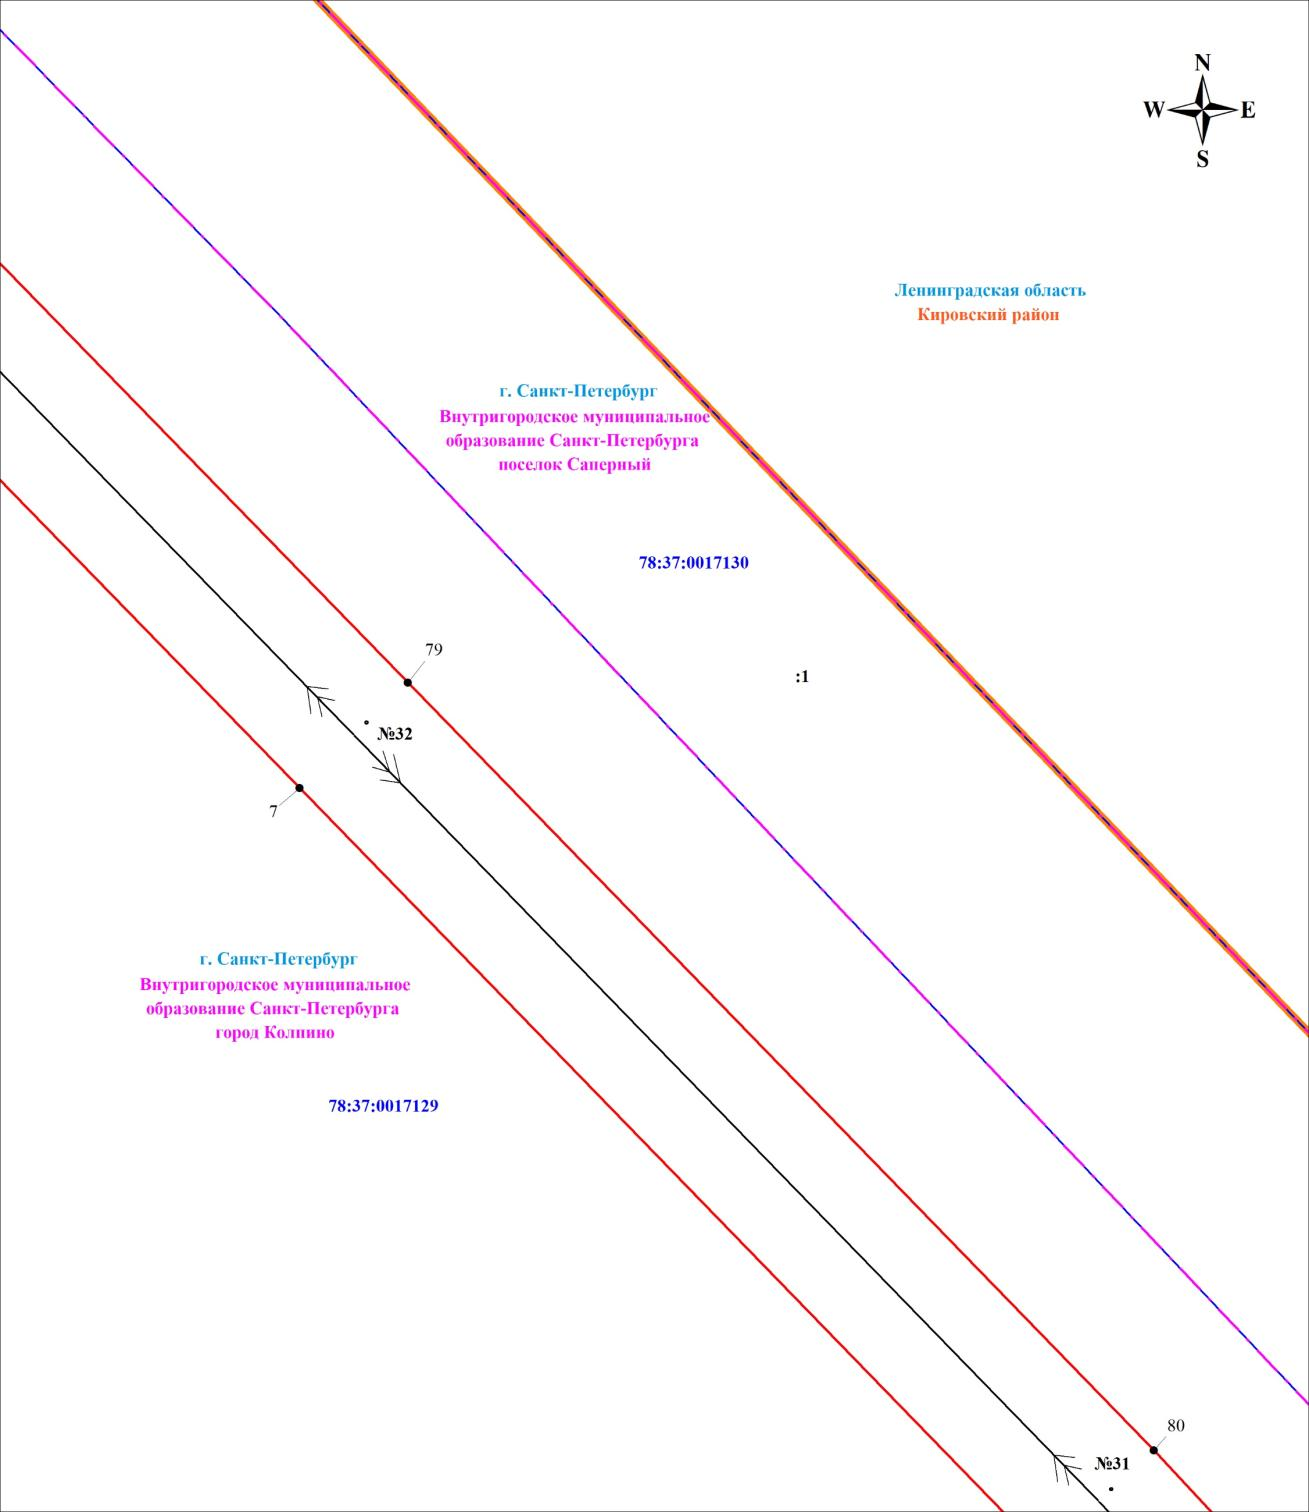 N
W E
S
Ленинградская область
Кировский район
г. Санкт-Петербург
Внутригородское муниципальное
образование Санкт-Петербурга
поселок Саперный
78:37:0017130
79
:1
№32
7
г. Санкт-Петербург
Внутригородское муниципальное
образование Санкт-Петербурга
город Колпино
78:37:0017129
80
№31